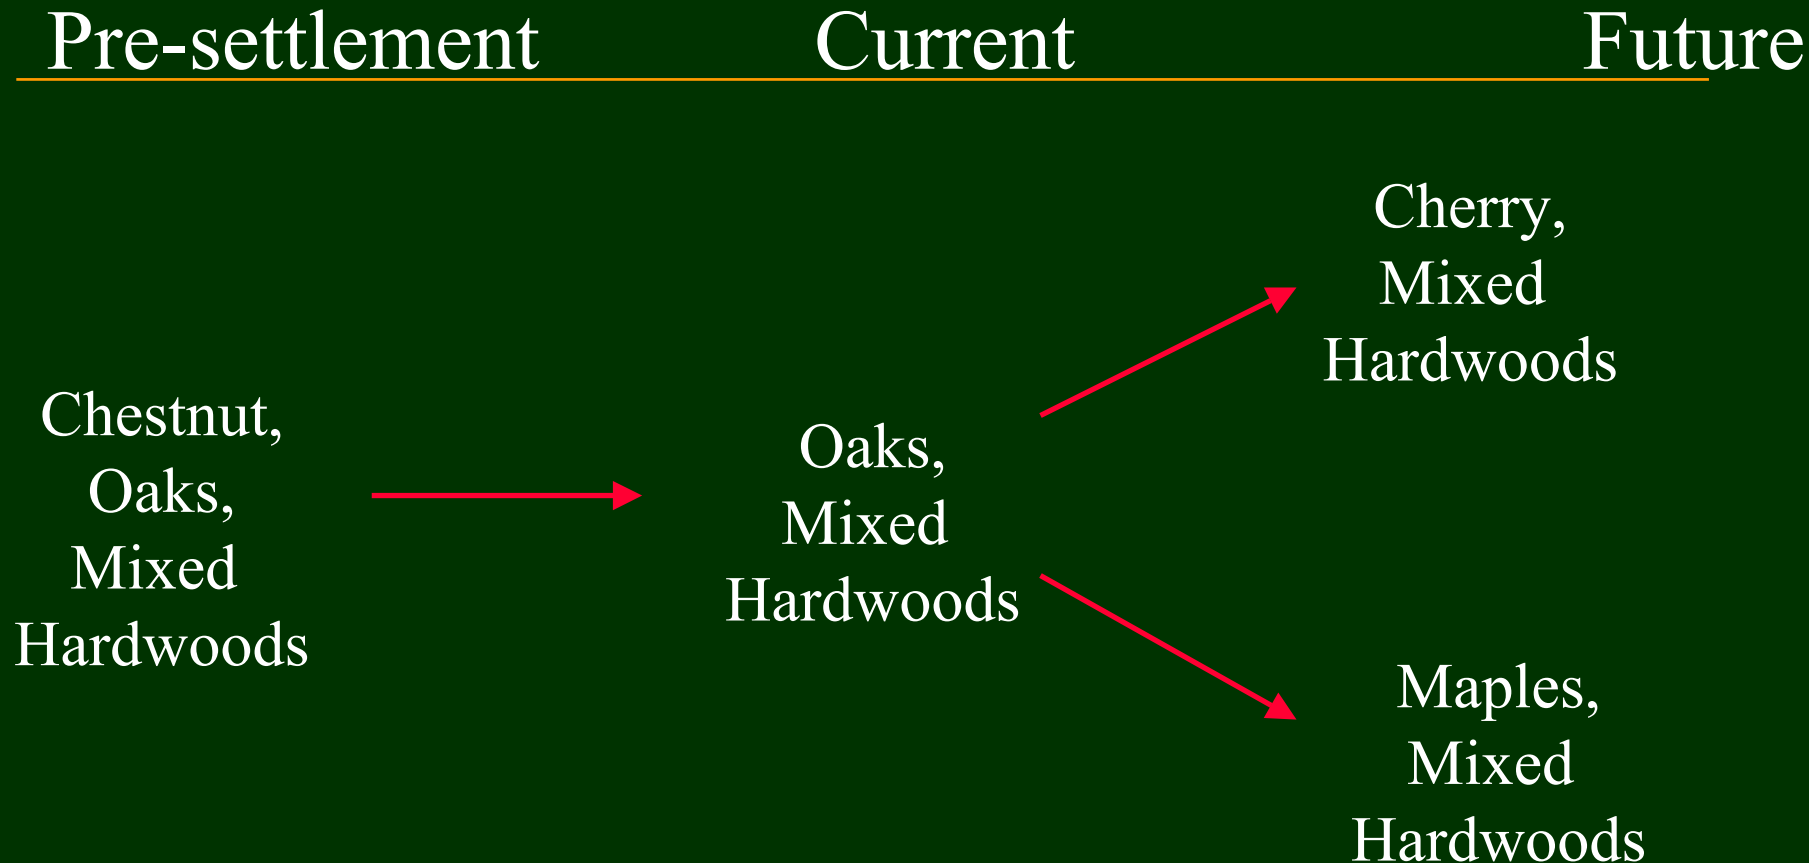 Pre-settlement Current Future
Chestnut,
Oaks,
Mixed
Hardwoods
Oaks,
Mixed
Hardwoods
Cherry,
Mixed
Hardwoods
Maples,
Mixed
Hardwoods